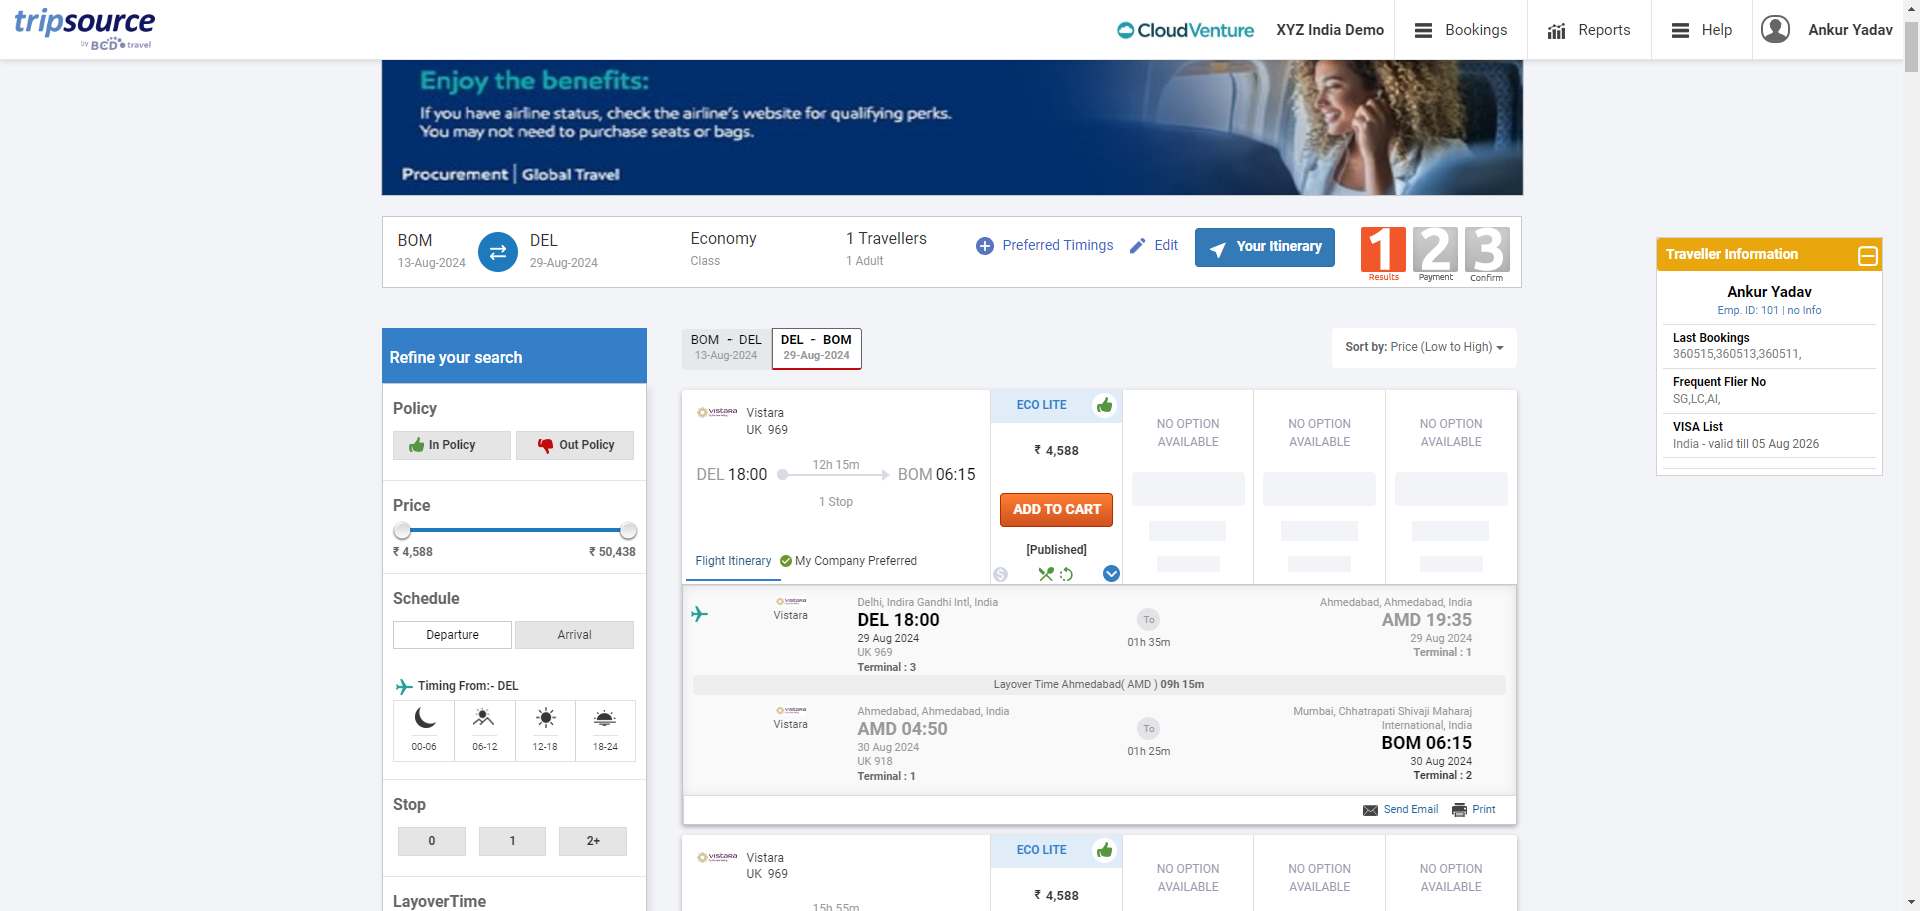 tripsource
by BCD travel
CloudVenture
XYZ India Demo
Bookings
Reports
Help
Ankur Yadav
Enjoy the benefits:
If you have airline status, check the airline's website for qualifying perks.
You may not need to purchase seats or bags.
Procurement | Global Travel
BOM
13-Aug-2024
DEL
29-Aug-2024
Economy
Class
1 Travellers
1 Adult
Preferred Timings
Edit
Your Itinerary
1
Results
2
Payment
3
Confirm
Traveller Information
Ankur Yadav
Emp. ID: 101 | no Info
Last Bookings
360515,360513,360511,
Frequent Flier No
SG,LC,AI,
VISA List
India - valid till 05 Aug 2026
Refine your search
Policy
In Policy
Out Policy
Price
₹ 4,588
₹ 50,438
Schedule
Departure
Arrival
Timing From:- DEL
00-06
06-12
12-18
18-24
Stop
0
1
2+
LayoverTime
BOM - DEL
13-Aug-2024
DEL - BOM
29-Aug-2024
Sort by: Price (Low to High)
VISTARA
Vistara
UK 969
DEL 18:00
12h 15m
BOM 06:15
1 Stop
Flight Itinerary
My Company Preferred
ECO LITE
₹ 4,588
ADD TO CART
[Published]
NO OPTION
AVAILABLE
NO OPTION
AVAILABLE
NO OPTION
AVAILABLE
VISTARA
Vistara
Delhi, Indira Gandhi Intl, India
DEL 18:00
29 Aug 2024
UK 969
Terminal : 3
To
01h 35m
Ahmedabad, Ahmedabad, India
AMD 19:35
29 Aug 2024
Terminal : 1
Layover Time Ahmedabad( AMD ) 09h 15m
VISTARA
Vistara
Ahmedabad, Ahmedabad, India
AMD 04:50
30 Aug 2024
UK 918
Terminal : 1
To
01h 25m
Mumbai, Chhatrapati Shivaji Maharaj
International, India
BOM 06:15
30 Aug 2024
Terminal : 2
Send Email
Print
VISTARA
Vistara
UK 969
15h 55m
ECO LITE
₹ 4,588
NO OPTION
AVAILABLE
NO OPTION
AVAILABLE
NO OPTION
AVAILABLE